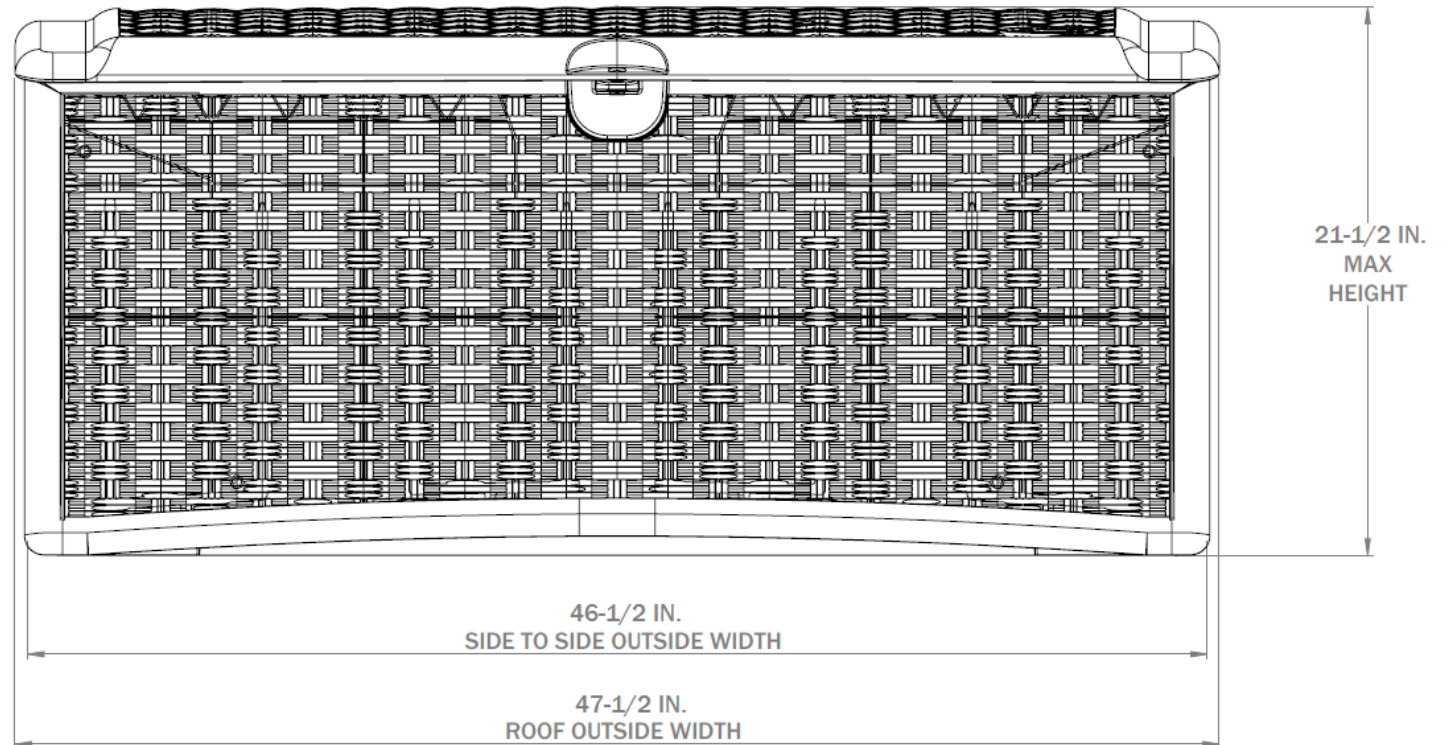 21-1/2 IN.
MAX
HEIGHT
46-1/2 IN.
SIDE TO SIDE OUTSIDE WIDTH
47-1/2 IN.
ROOF OUTSIDE WIDTH